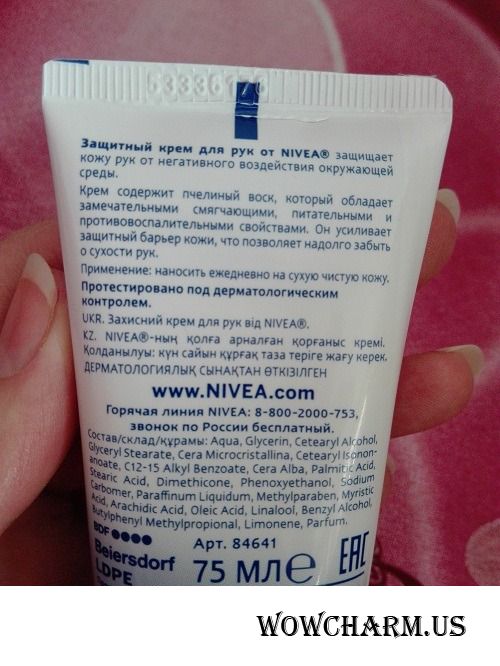 Защитный крем для рук от NIVEA® защищает
кожу рук от негативного воздействия окружающей
среды.
Крем содержит пчелиный воск, который обладает
замечательными смягчающими, питательными и
противовоспалительными свойствами. Он усиливает
защитный барьер кожи, что позволяет надолго забыть
о сухости рук.
Применение: наносить ежедневно на сухую чистую кожу.
Протестировано под дерматологическим
контролем.
UKR. Захисний крем для рук від NIVEA®.
KZ. NIVEA®-ның қолға арналған қорғаныс кремі.
Қолданылуы: күн сайын құрғақ таза теріге жағу керек.
ДЕРМАТОЛОГИЯЛЫҚ СЫНАҚТАН ӨТКІЗІЛГЕН
www.NIVEA.com
Горячая линия NIVEA: 8-800-2000-753,
звонок по России бесплатный.
Состав/склад/құрамы: Aqua, Glycerin, Cetearyl Alcohol,
Glyceryl Stearate, Cera Microcristallina, Cetearyl Isonon-
anoate, C12-15 Alkyl Benzoate, Cera Alba, Palmitic Acid,
Stearic Acid, Dimethicone, Phenoxyethanol, Sodium
Carbomer, Paraffinum Liquidum, Methylparaben, Myristic
Acid, Arachidic Acid, Oleic Acid, Linalool, Benzyl Alcohol,
Butylphenyl Methylpropional, Limonene, Parfum.
BDF
Beiersdorf
Арт. 84641
LDPE
75 МЛ e
EAC
WOWCHARM.US